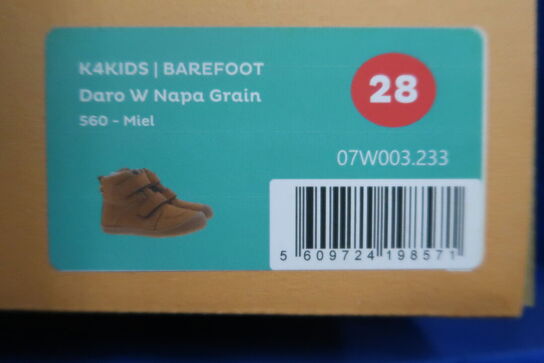 K4KIDS | BAREFOOT
Daro W Napa Grain
560 - Miel
28
07W003.233
5 609724 198571